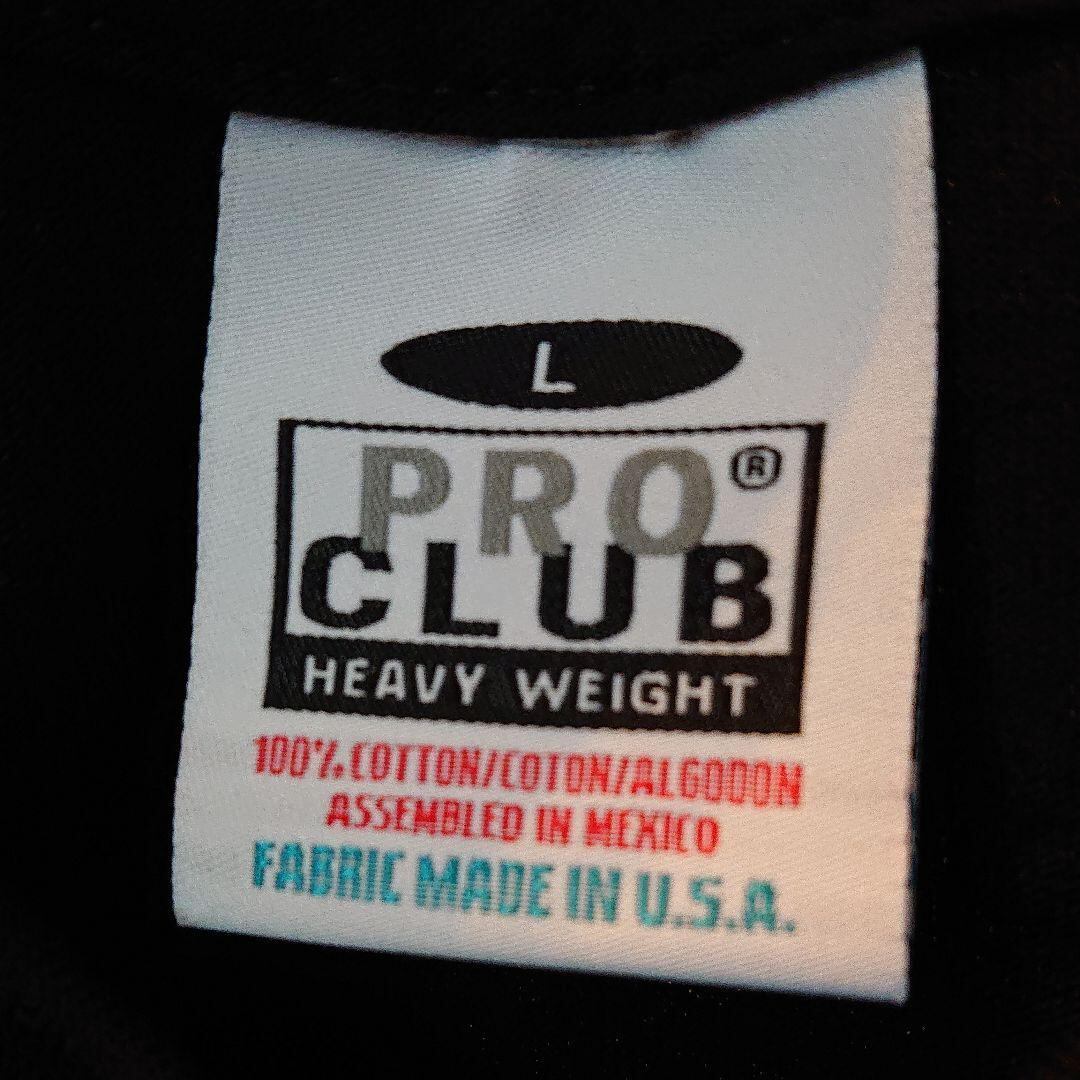 L
PRO®
CLUB
HEAVY WEIGHT
100% COTTON/COTON/ALGODON
ASSEMBLED IN MEXICO
FABRIC MADE IN U.S.A.